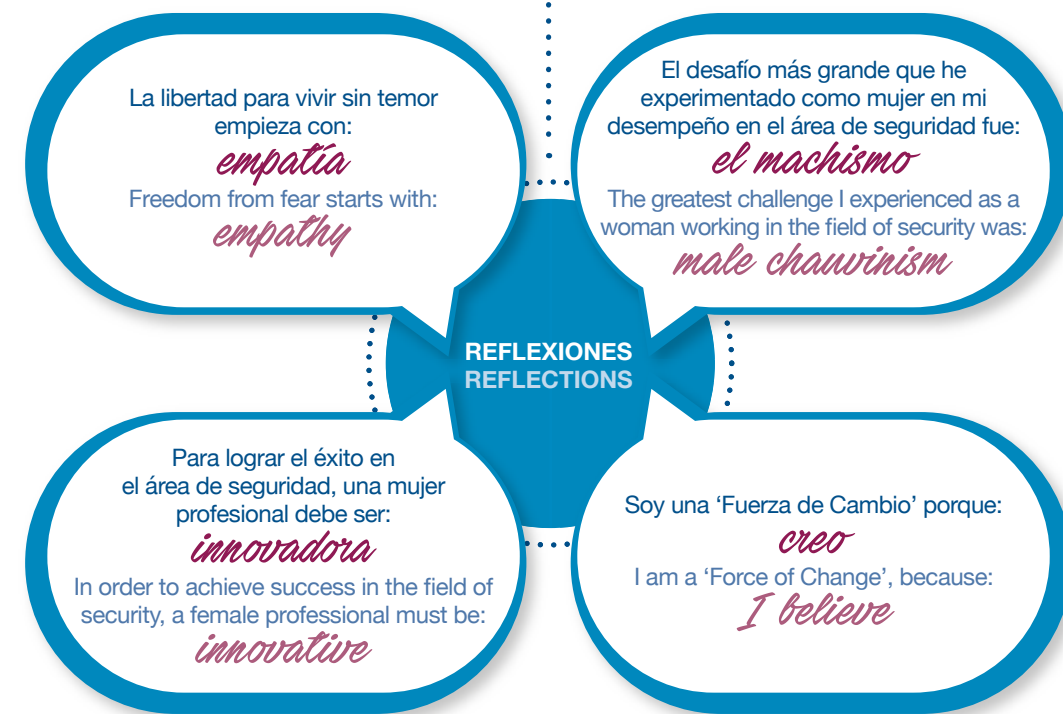 La libertad para vivir sin temor
empieza con:
empatía
Freedom from fear starts with:
empathy
El desafío más grande que he
experimentado como mujer en mi
desempeño en el área de seguridad fue:
el machismo
The greatest challenge I experienced as a
woman working in the field of security was:
male chauvinism
REFLEXIONES
REFLECTIONS
Para lograr el éxito en
el área de seguridad, una mujer
profesional debe ser:
innovadora
In order to achieve success in the field of
security, a female professional must be:
innovative
Soy una ‘Fuerza de Cambio’ porque:
creo
I am a ‘Force of Change’, because:
I believe